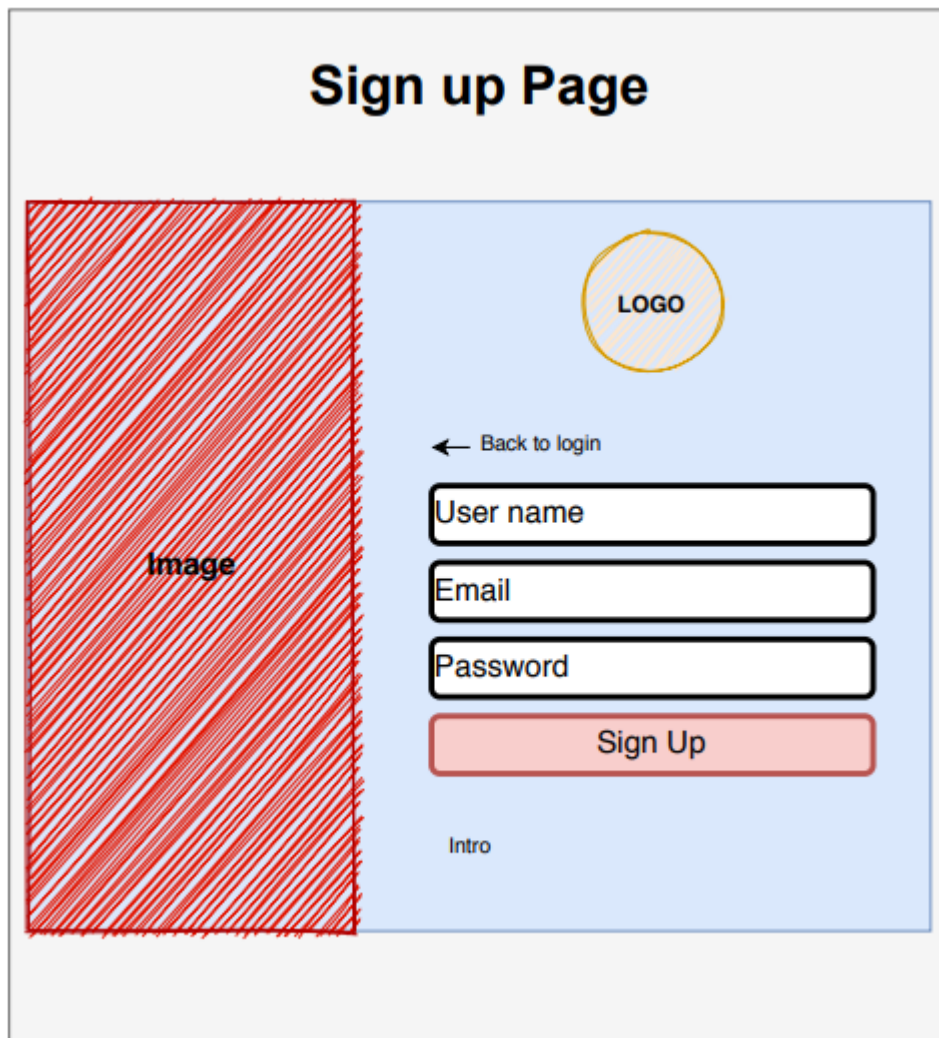 Sign up Page
LOGO
Back to login
User name
Image
Email
Password
Sign Up
Intro